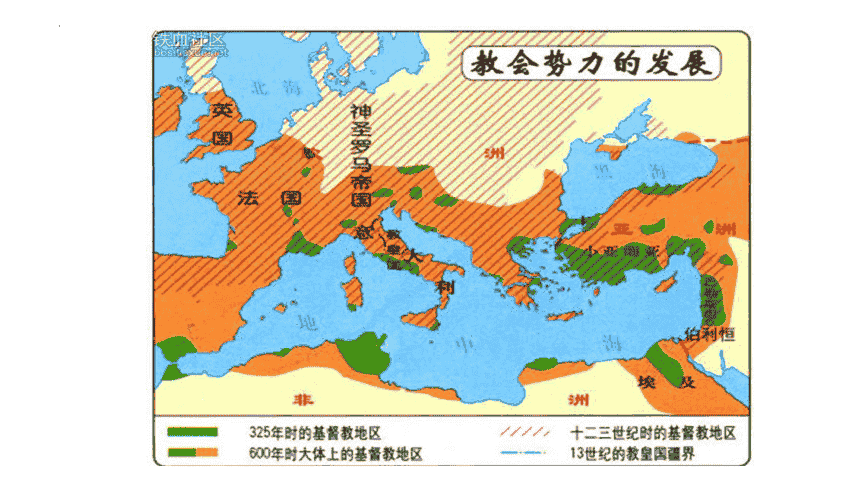 铁血社区
教会势力的发展
北海
英国
神圣罗马帝国
洲
黑海
法国
亚洲
意大利
教皇国
小亚细亚
地中海
伯利恒
埃及
非洲
325年时的基督教地区
十二三世纪时的基督教地区
600年时大体上的基督教地区
13世纪的教皇国疆界